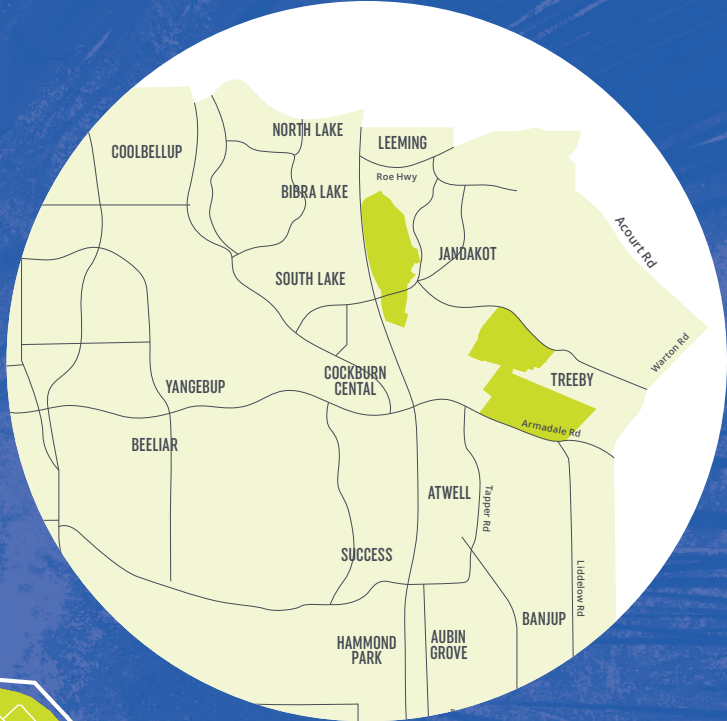 NORTH LAKE
LEEMING
COOLBELLUP
Roe Hwy
BIBRA LAKE
Acourt Rd
JANDAKOT
SOUTH LAKE
Warton Rd
COCKBURN
CENTAL
TREEBY
YANGEBUP
Armadale Rd
BEELIAR
ATWELL
Tapper Rd
SUCCESS
Liddelow Rd
BANJUP
HAMMOND
PARK
AUBIN
GROVE